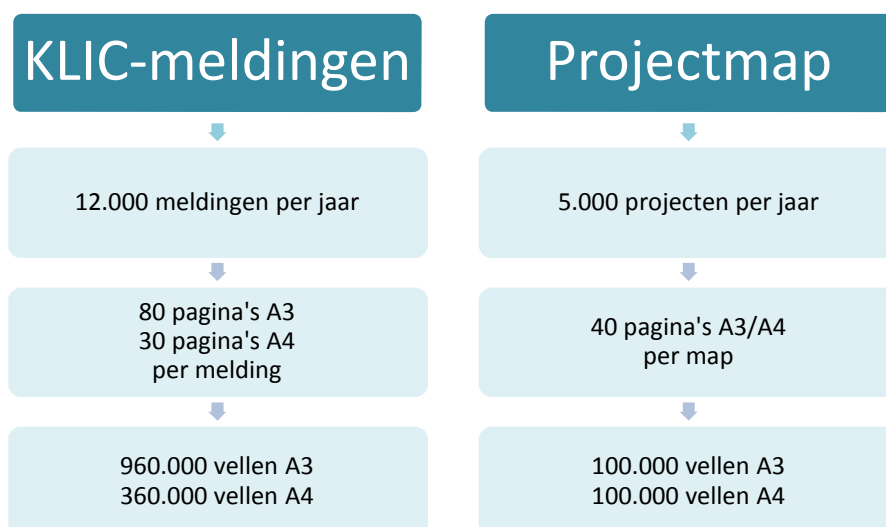 KLIC-meldingen
12.000 meldingen per jaar
80 pagina's A3
30 pagina's A4
per melding
960.000 vellen A3
360.000 vellen A4
Projectmap
5.000 projecten per jaar
40 pagina's A3/A4
per map
100.000 vellen A3
100.000 vellen A4